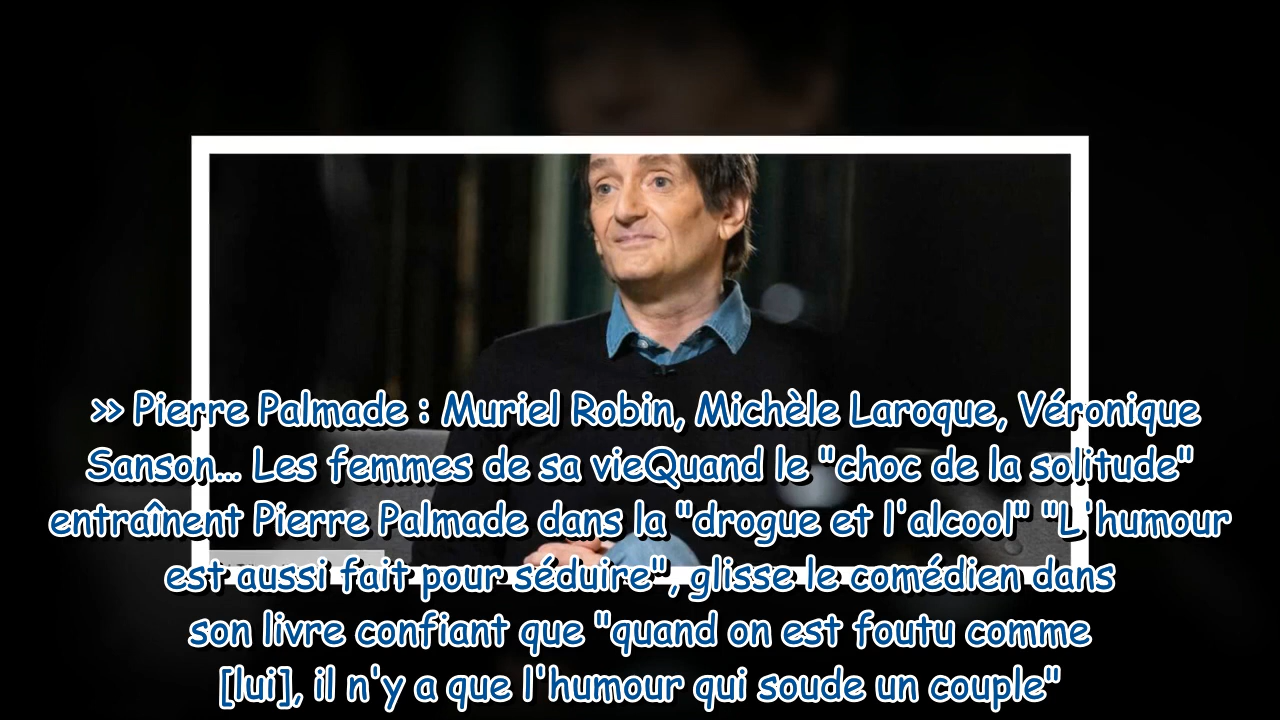 >> Pierre Palmade : Muriel Robin, Michèle Laroque, Véronique
Sanson... Les femmes de sa vieQuand le "choc de la solitude"
entraînent Pierre Palmade dans la "drogue et l'alcool" "L'humour
est aussi fait pour séduire", glisse le comédien dans
son livre confiant que "quand on est foutu comme
[lui], il n'y a que l'humour qui soude un couple"